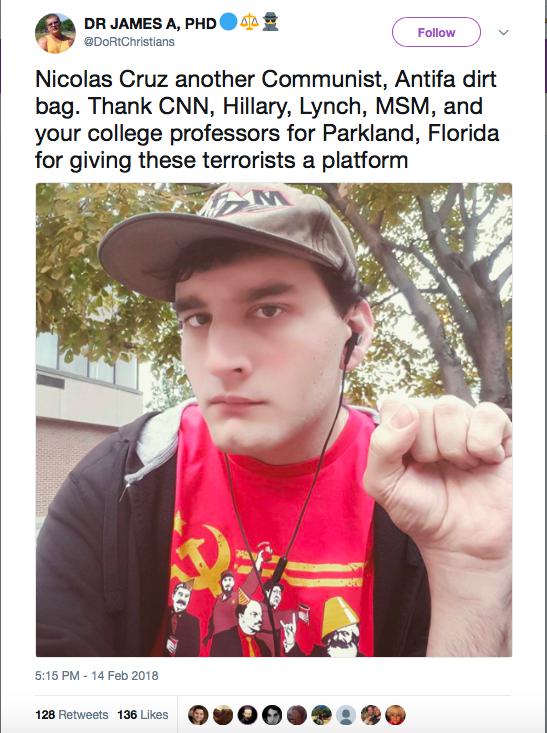 DR JAMES A, PHD
@DoRtChristians
Follow
Nicolas Cruz another Communist, Antifa dirt
bag. Thank CNN, Hillary, Lynch, MSM, and
your college professors for Parkland, Florida
for giving these terrorists a platform
5:15 PM - 14 Feb 2018
128 Retweets 136 Likes